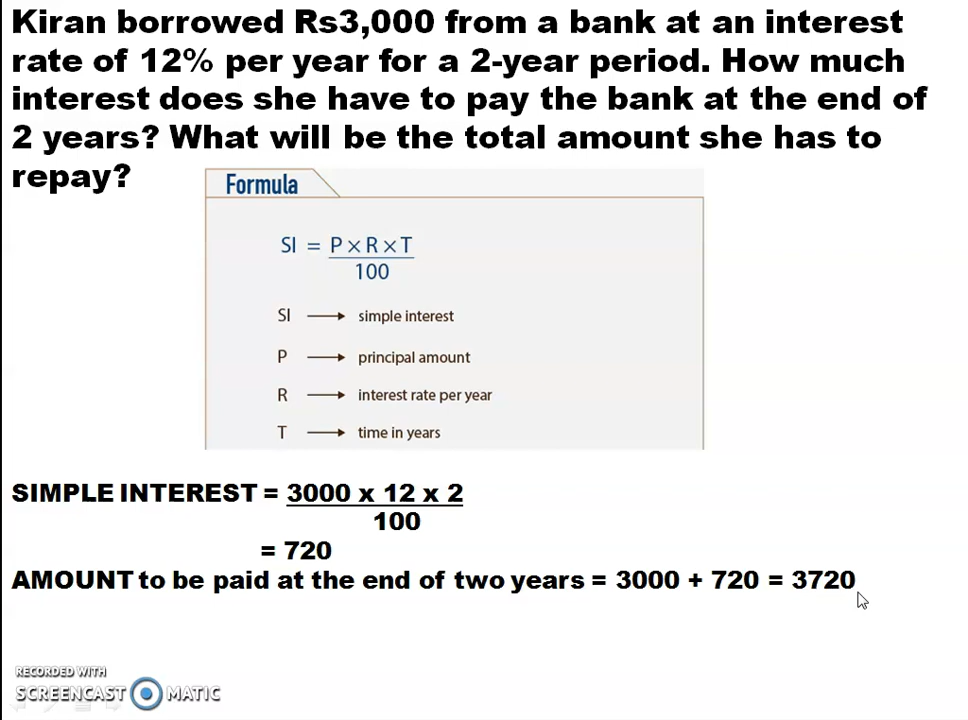 Kiran borrowed Rs3,000 from a bank at an interest
rate of 12% per year for a 2-year period. How much
interest does she have to pay the bank at the end of
2 years? What will be the total amount she has to
repay?
Formula
SI = P × R × T
100
SI → simple interest
P → principal amount
R → interest rate per year
T → time in years
SIMPLE INTEREST = 3000 x 12 x 2
100
= 720
AMOUNT to be paid at the end of two years = 3000 + 720 = 3720
RECORDED WITH
SCREENCAST MATIC